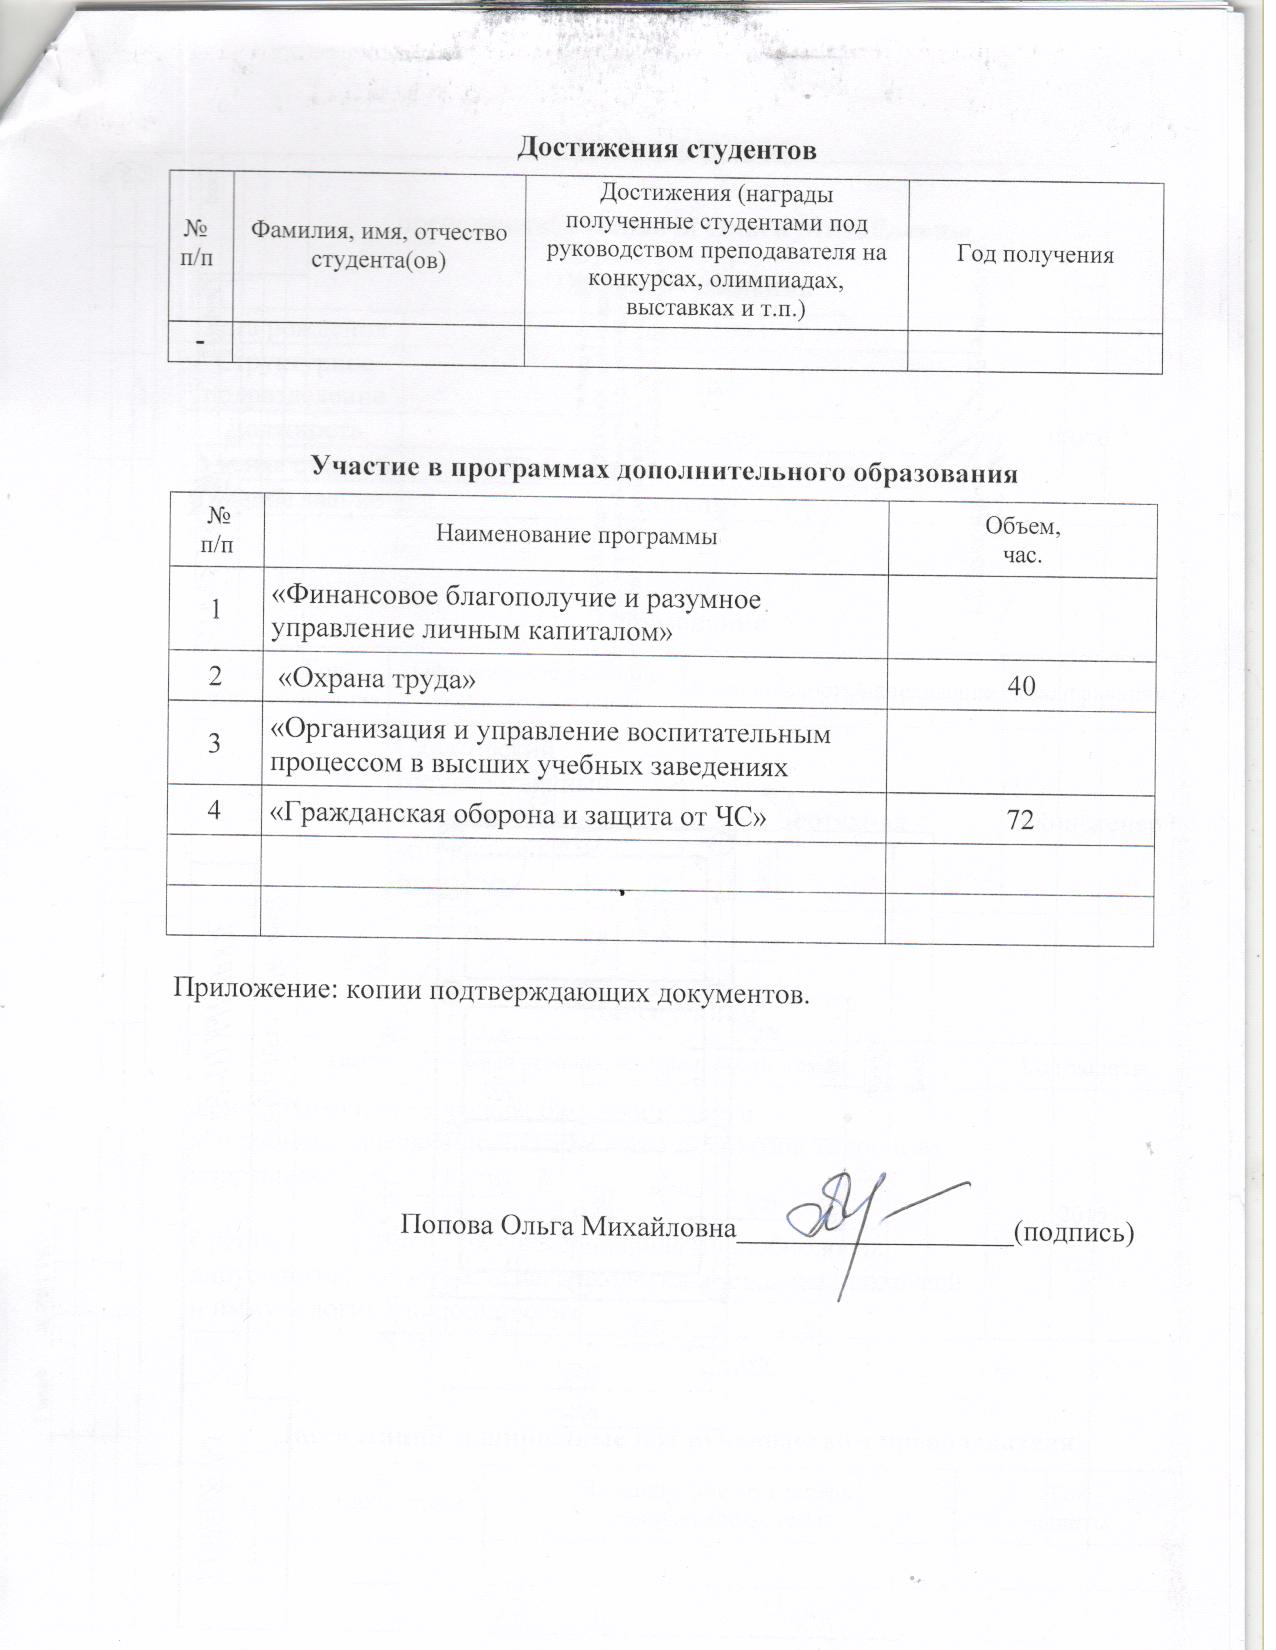 Достижения студентов
№
п/п
Фамилия, имя, отчество
студента(ов)
Достижения (награды
полученные студентами под
руководством преподавателя на
конкурсах, олимпиадах,
выставках и т.п.)
Год получения
-
Участие в программах дополнительного образования
№
п/п
Наименование программы
Объем,
час.
1
«Финансовое благополучие и разумное
управление личным капиталом»
2
«Охрана труда»
40
3
«Организация и управление воспитательным
процессом в высших учебных заведениях
4
«Гражданская оборона и защита от ЧС»
72
Приложение: копии подтверждающих документов.
Попова Ольга Михайловна____________________(подпись)